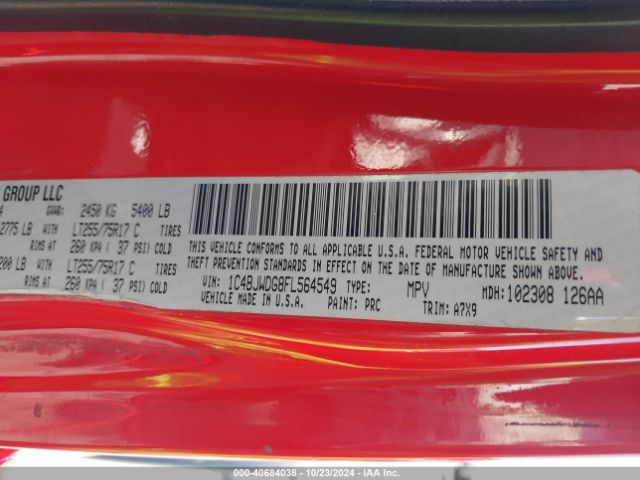 GROUP LLC
GVWR: 2450 KG 5400 LB
2775 LB WITH LT255/75R17 C TIRES
RIMS AT 260 KPA ( 37 PSI) COLD
200 LB WITH LT255/75R17 C TIRES
RIMS AT 260 KPA ( 37 PSI) COLD
THIS VEHICLE CONFORMS TO ALL APPLICABLE U.S.A. FEDERAL MOTOR VEHICLE SAFETY AND
THEFT PREVENTION STANDARDS IN EFFECT ON THE DATE OF MANUFACTURE SHOWN ABOVE.
VIN: 1C4BJWDG8FL564549 TYPE: MPV MDH: 102308 126AA
VEHICLE MADE IN U.S.A. PAINT: PRC TRIM: A7X9
000-40684038 - 10/23/2024 - IAA Inc.